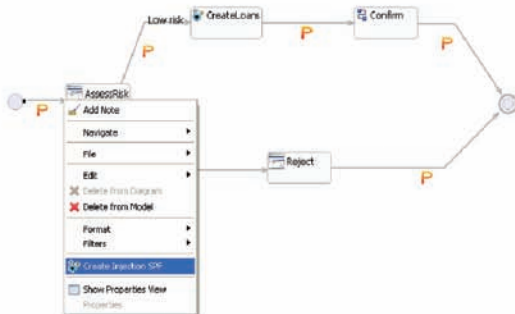 Low risk
CreateLoans
Confirm
P
P
P
P
AssessRisk
Add Note
Navigate
File
Edit
Delete from Diagram
Delete from Model
Format
Filters
Create Injection SPF
Show Properties View
Properties
Reject
P